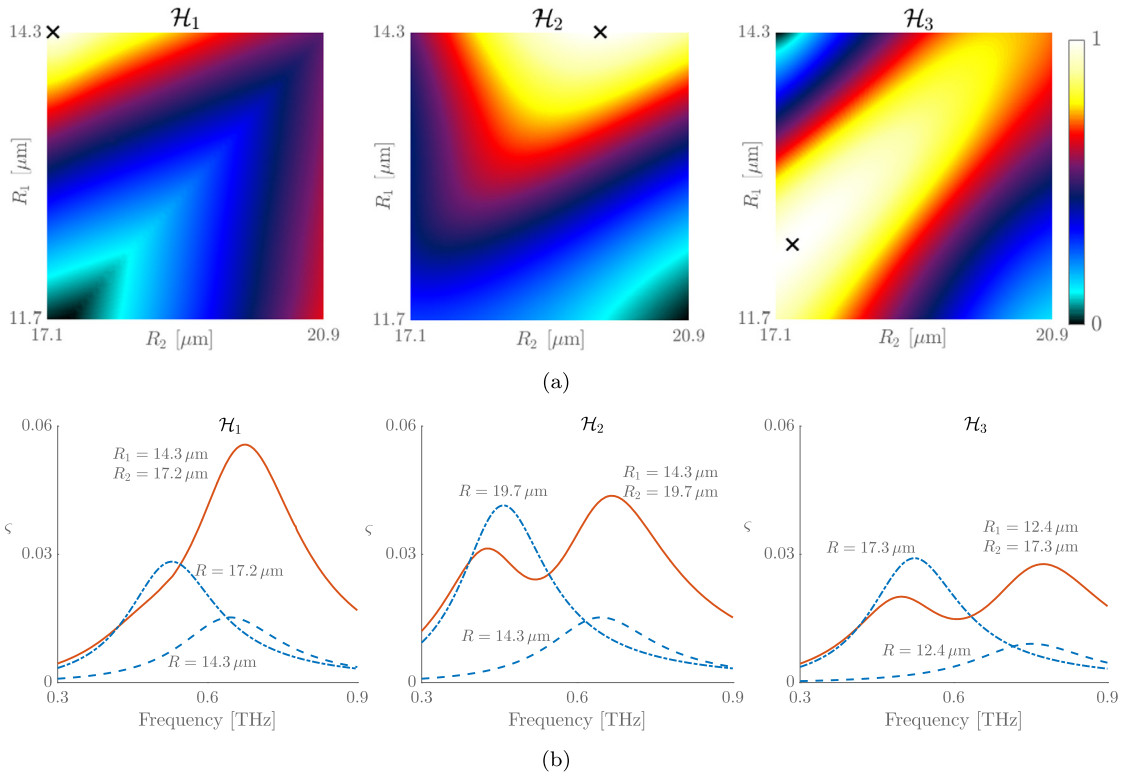 ℋ₁
ℋ₂
ℋ₃
14.3
R₁ [μm]
11.7
17.1
R₂ [μm]
20.9
14.3
R₁ [μm]
11.7
17.1
R₂ [μm]
20.9
14.3
R₁ [μm]
11.7
17.1
R₂ [μm]
20.9
1
0
(a)
ℋ₁
0.06
R₁ = 14.3 μm
R₂ = 17.2 μm
ς
0.03
R = 17.2 μm
R = 14.3 μm
0
0.3
0.6
0.9
Frequency [THz]
ℋ₂
0.06
R₁ = 14.3 μm
R₂ = 19.7 μm
R = 19.7 μm
ς
0.03
R = 14.3 μm
0
0.3
0.6
0.9
Frequency [THz]
ℋ₃
0.06
R₁ = 12.4 μm
R₂ = 17.3 μm
R = 17.3 μm
ς
0.03
R = 12.4 μm
0
0.3
0.6
0.9
Frequency [THz]
(b)